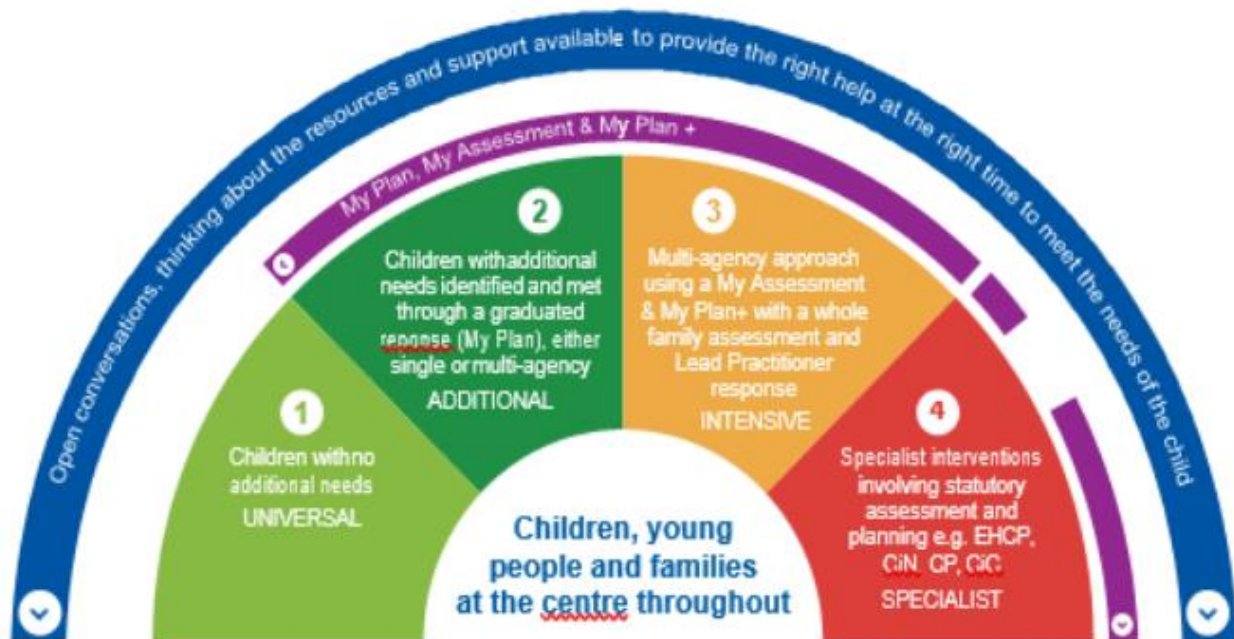 Open conversations, thinking about the resources and support available to provide the right help at the right time to meet the needs of the child
My Plan, My Assessment & My Plan +
1
Children withno
additional needs
UNIVERSAL
2
Children withadditional
needs identified and met
through a graduated
reponse (My Plan), either
single or multi-agency
ADDITIONAL
3
Multi-agency approach
using a My Assessment
& My Plan+ with a whole
family assessment and
Lead Practitioner
response
INTENSIVE
4
Specialist interventions
involving statutory
assessment and
planning e.g. EHCP,
CiN, CP, CiC
SPECIALIST
Children, young
people and families
at the centre throughout